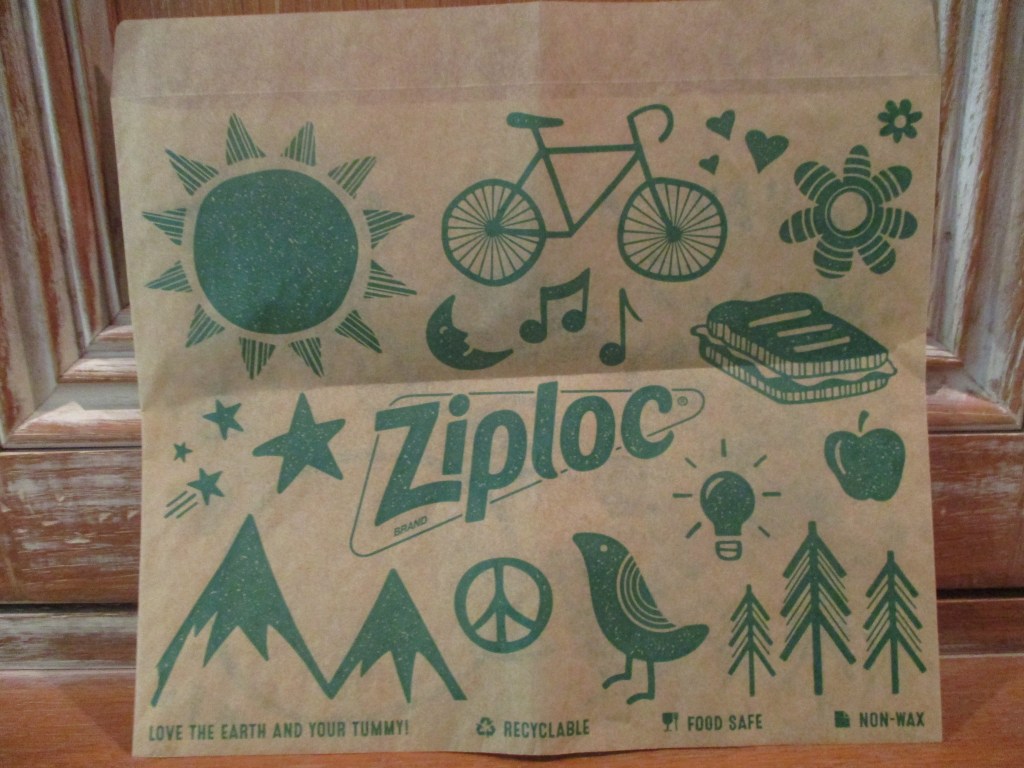 Ziploc®
BRAND
LOVE THE EARTH AND YOUR TUMMY! RECYCLABLE FOOD SAFE NON-WAX